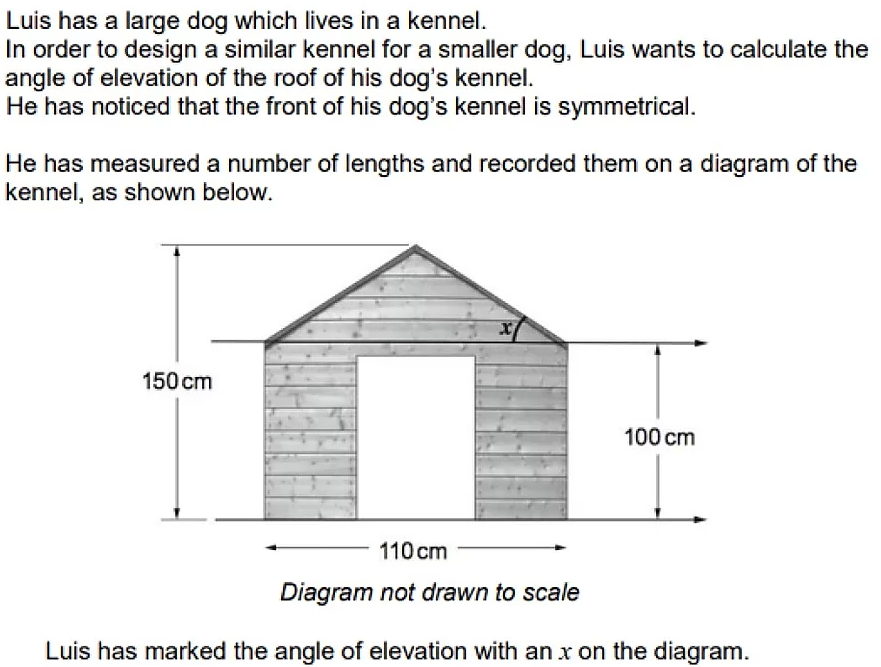 Luis has a large dog which lives in a kennel.
In order to design a similar kennel for a smaller dog, Luis wants to calculate the
angle of elevation of the roof of his dog's kennel.
He has noticed that the front of his dog's kennel is symmetrical.
He has measured a number of lengths and recorded them on a diagram of the
kennel, as shown below.
x
150 cm
100 cm
110 cm
Diagram not drawn to scale
Luis has marked the angle of elevation with an x on the diagram.